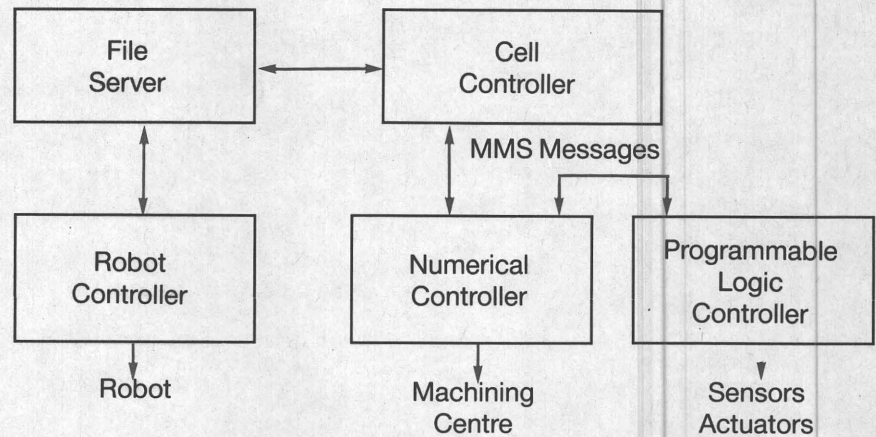 File
Server
Cell
Controller
MMS Messages
Robot
Controller
Numerical
Controller
Programmable
Logic
Controller
Robot
Machining
Centre
Sensors
Actuators